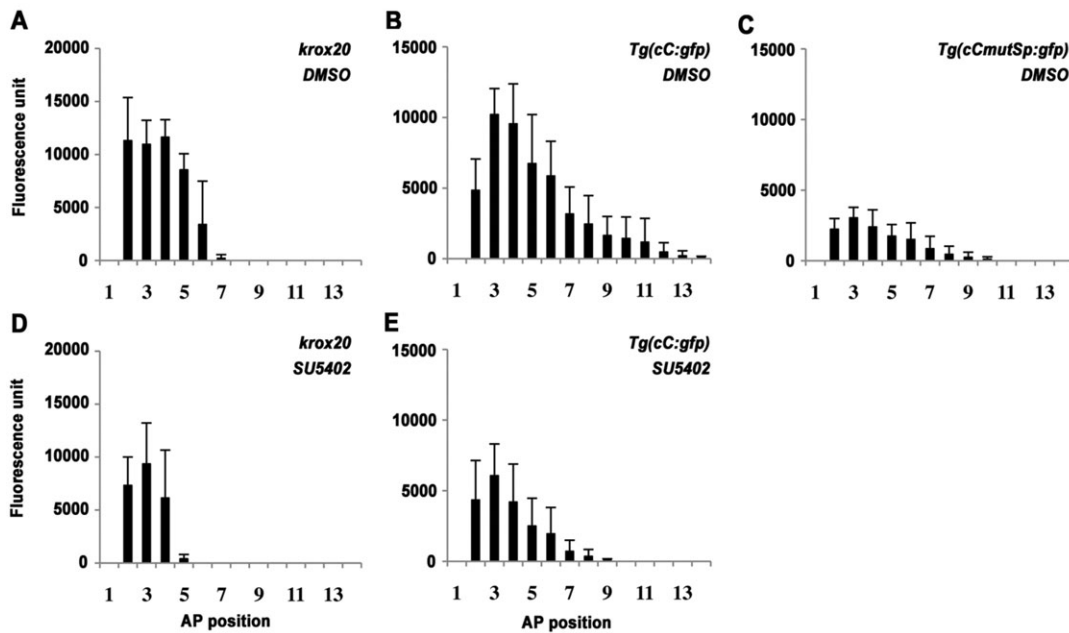 A
krox20
DMSO
20000
15000
10000
5000
0
Fluorescence unit
1 3 5 7 9 11 13
B
Tg(cC:gfp)
DMSO
15000
10000
5000
0
1 3 5 7 9 11 13
C
Tg(cCmutSp:gfp)
DMSO
15000
10000
5000
0
1 3 5 7 9 11 13
D
krox20
SU5402
20000
15000
10000
5000
0
Fluorescence unit
1 3 5 7 9 11 13
AP position
E
Tg(cC:gfp)
SU5402
15000
10000
5000
0
1 3 5 7 9 11 13
AP position